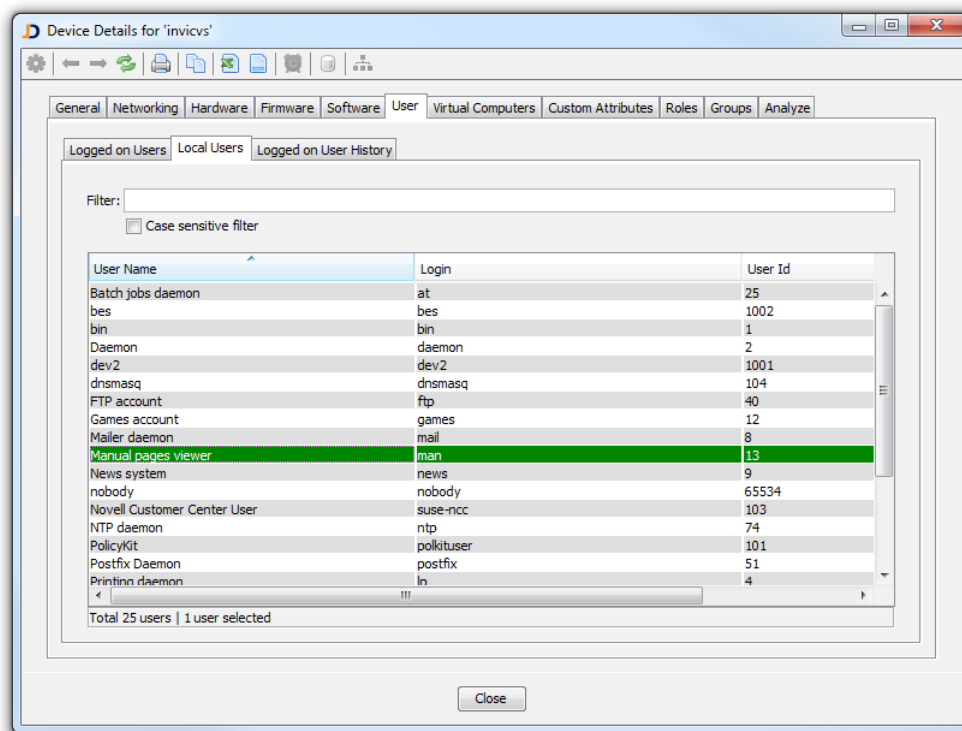 Device Details for 'invicvs'
General Networking Hardware Firmware Software User Virtual Computers Custom Attributes Roles Groups Analyze
Logged on Users Local Users Logged on User History
Filter:
Case sensitive filter
User Name Login User Id
Batch jobs daemon at 25
bes bes 1002
bin bin 1
Daemon daemon 2
dev2 dev2 1001
dnsmasq dnsmasq 104
FTP account ftp 40
Games account games 12
Mailer daemon mail 8
Manual pages viewer man 13
News system news 9
nobody nobody 65534
Novell Customer Center User suse-ncc 103
NTP daemon ntp 74
PolicyKit polkituser 101
Postfix Daemon postfix 51
Printing daemon lp 4
Total 25 users | 1 user selected
Close